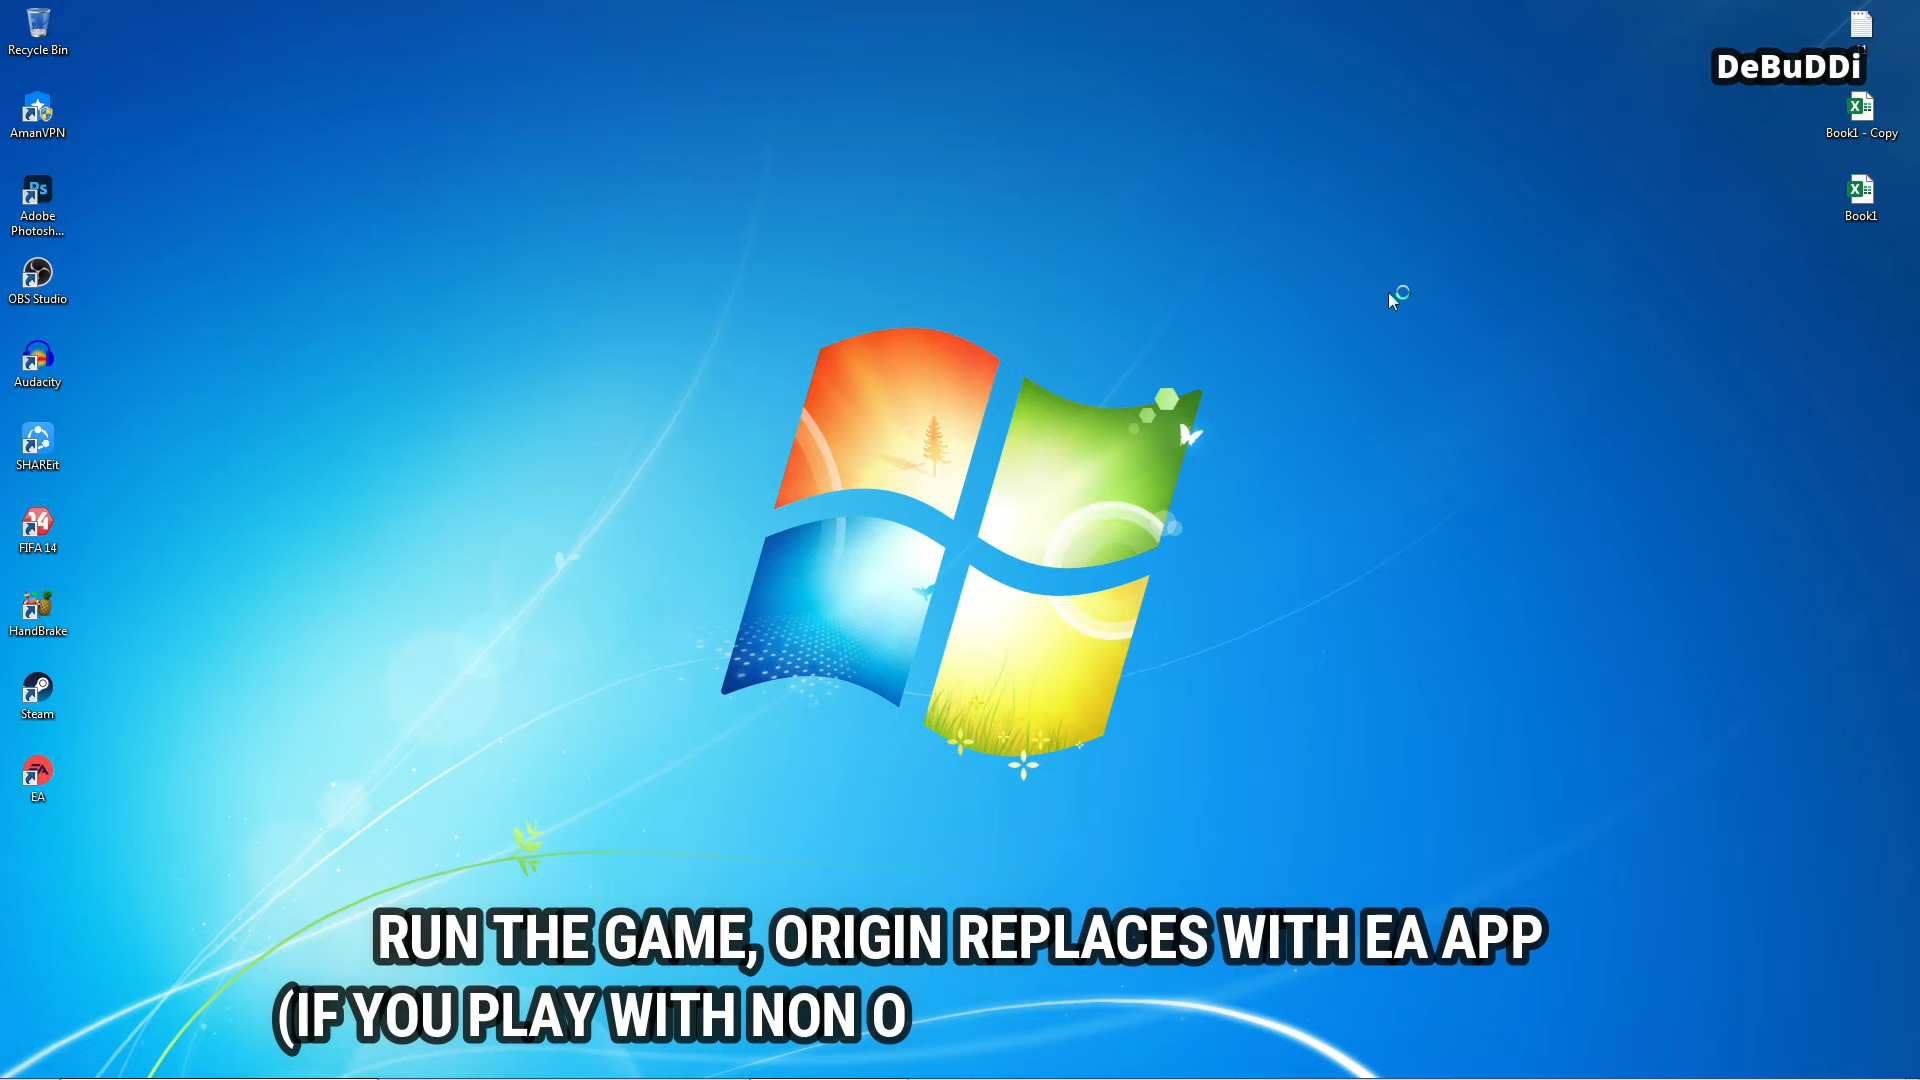 Recycle Bin
AmanVPN
Adobe
Photosh...
OBS Studio
Audacity
SHAREit
14
FIFA 14
HandBrake
Steam
EA
DeBuDDi
Book1 - Copy
Book1
RUN THE GAME, ORIGIN REPLACES WITH EA APP
(IF YOU PLAY WITH NON O